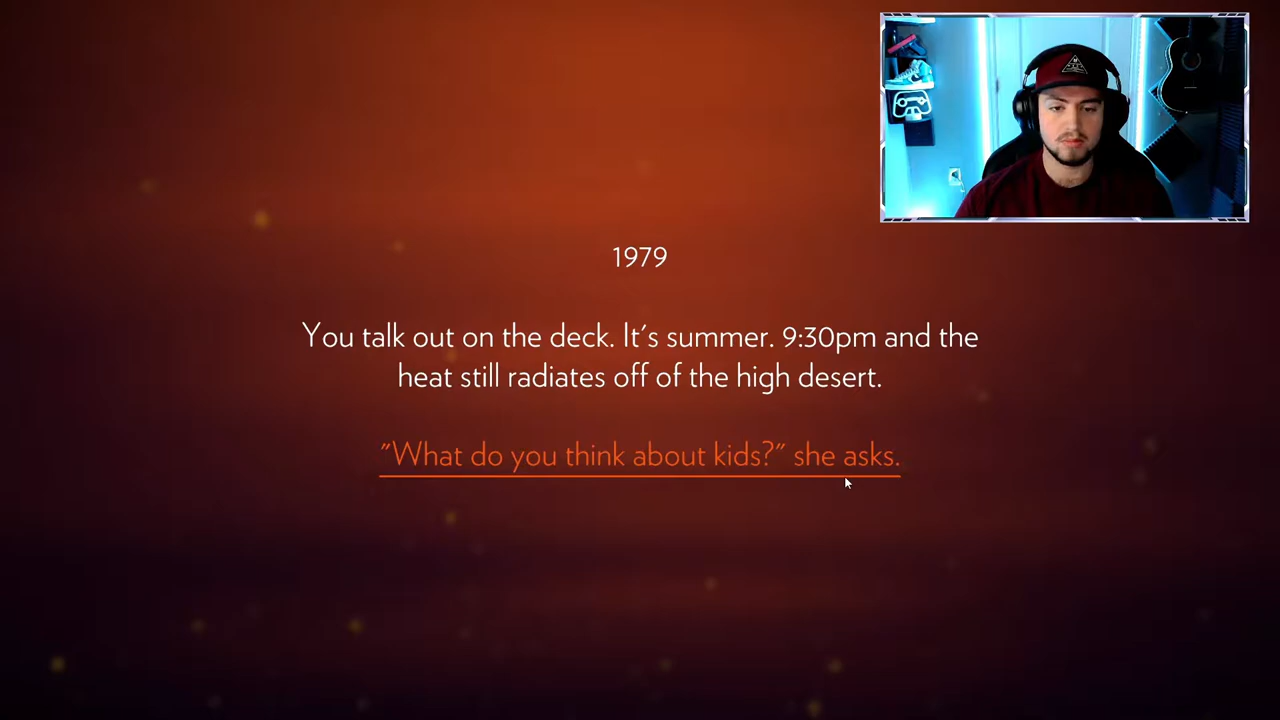 1979
You talk out on the deck. It's summer. 9:30pm and the
heat still radiates off of the high desert.
"What do you think about kids?" she asks.